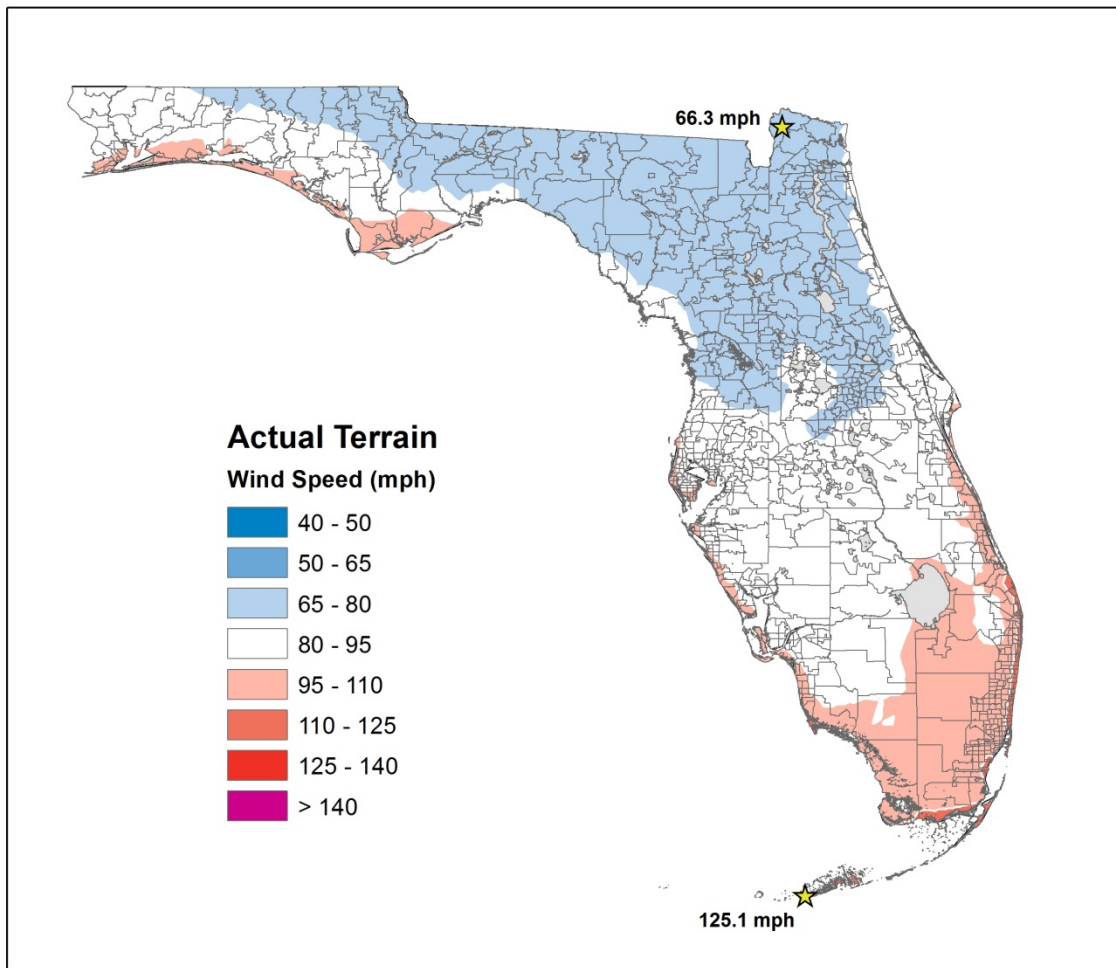 66.3 mph
Actual Terrain
Wind Speed (mph)
40 - 50
50 - 65
65 - 80
80 - 95
95 - 110
110 - 125
125 - 140
> 140
125.1 mph